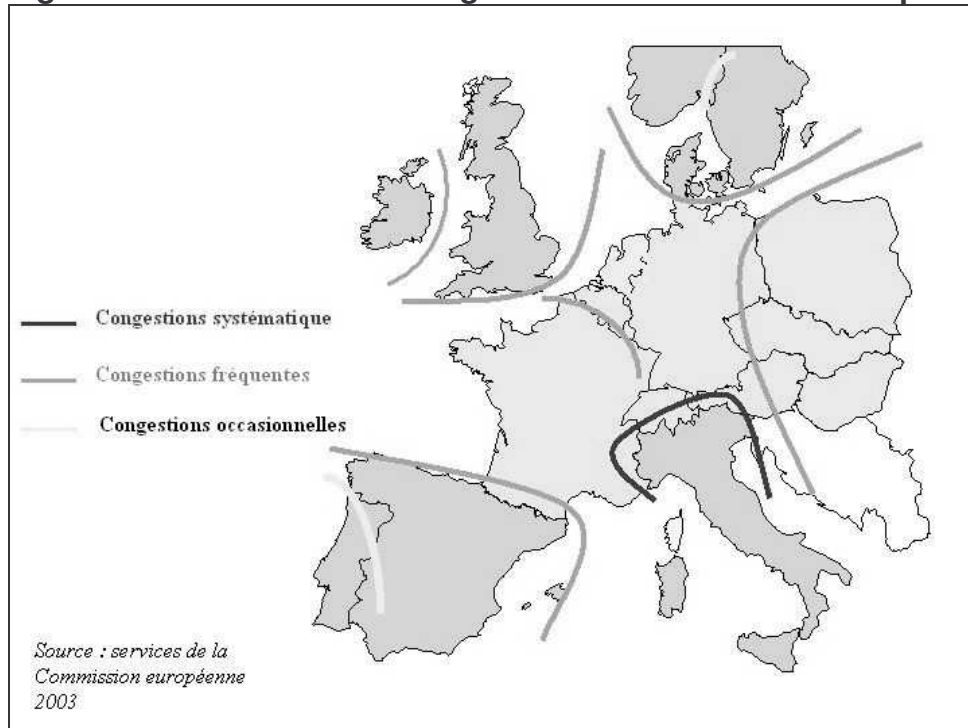 Congestions systématique
Congestions fréquentes
Congestions occasionnelles
Source : services de la
Commission européenne
2003